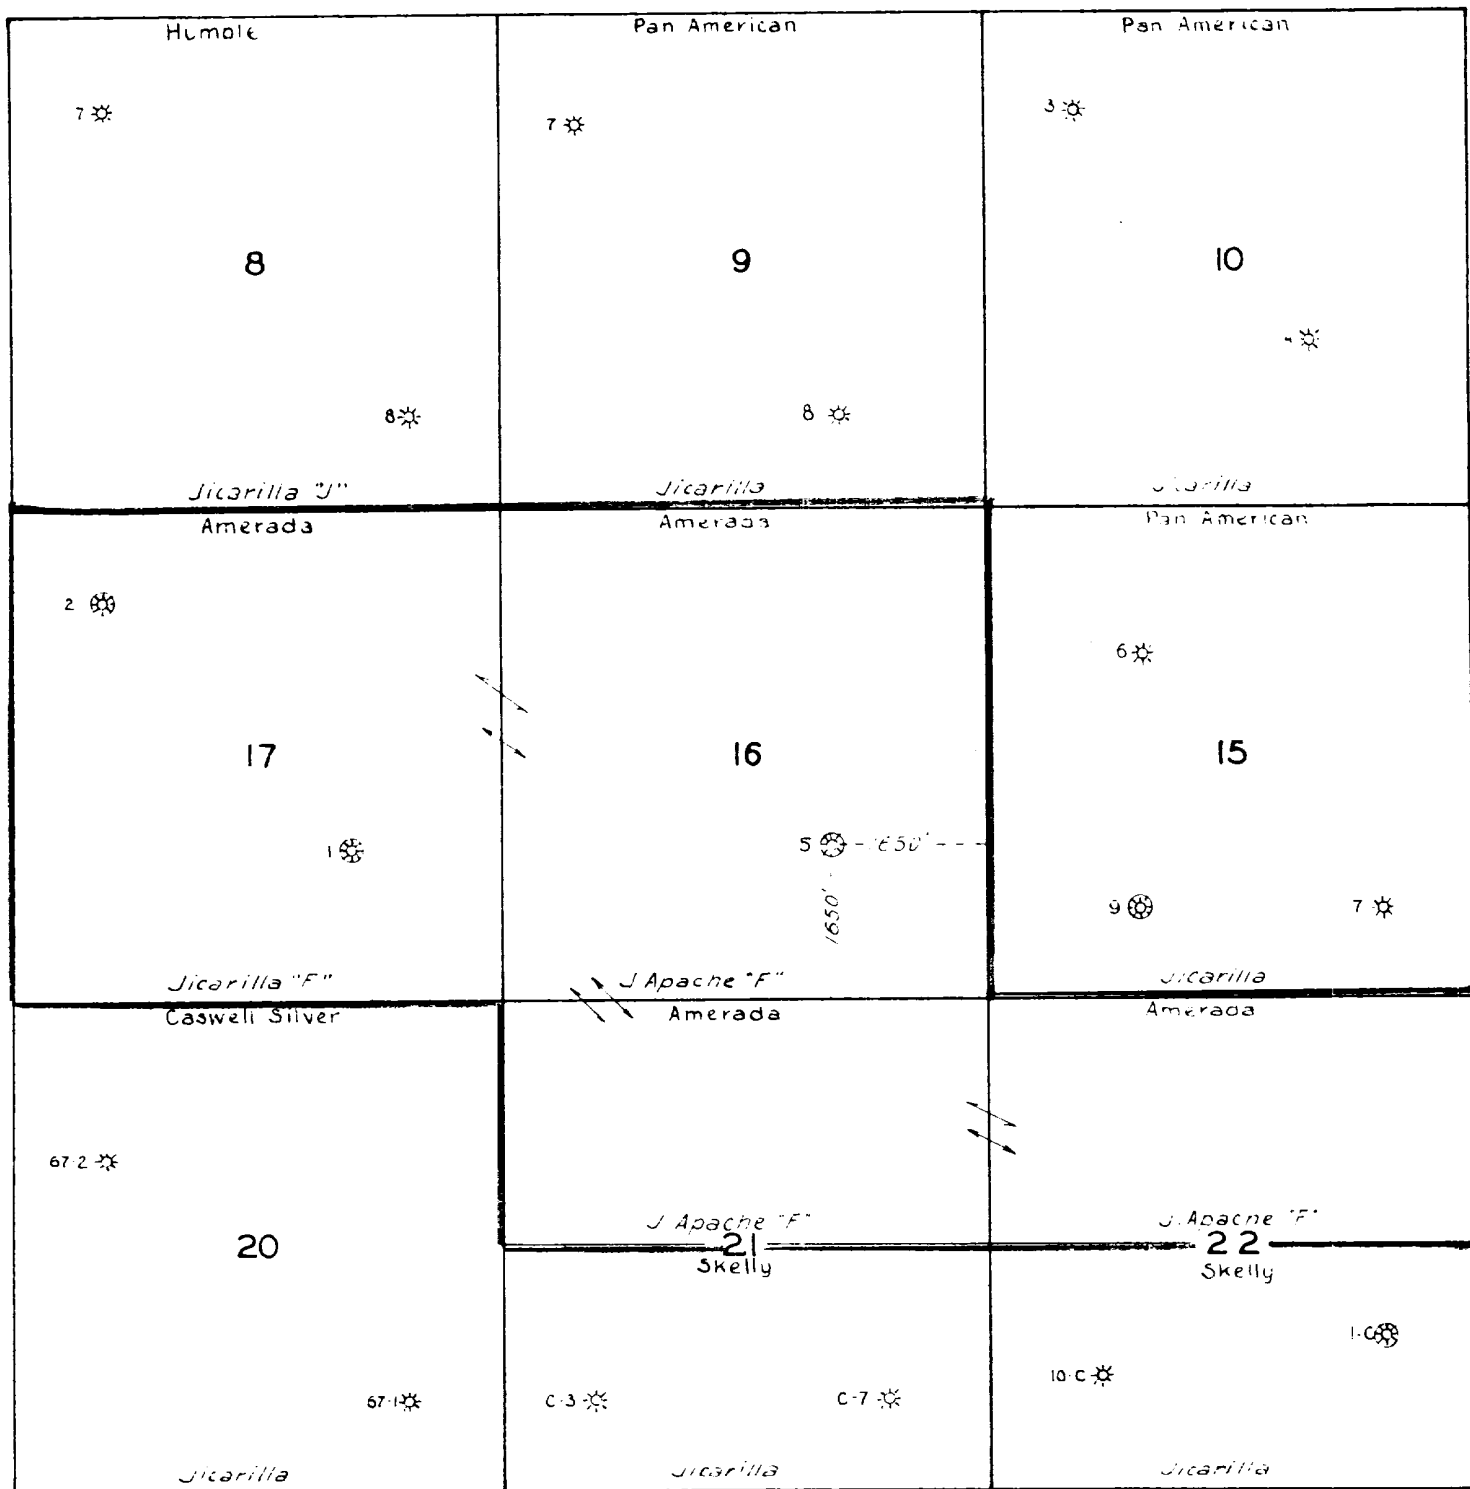 Humble
Pan American
Pan American
7
7
3
8
9
10
8
8
Jicarilla "J"
Jicarilla
Jicarilla
Amerada
Amerada
Pan American
2
6
17
16
15
1
5
1650'
1650'
9
7
Jicarilla "F"
J Apache "F"
Jicarilla
Caswell Silver
Amerada
Amerada
67-2
J Apache "F"
J. Apache "F"
20
21
22
Skelly
Skelly
1-C
10-C
67-1
C-3
C-7
Jicarilla
Jicarilla
Jicarilla